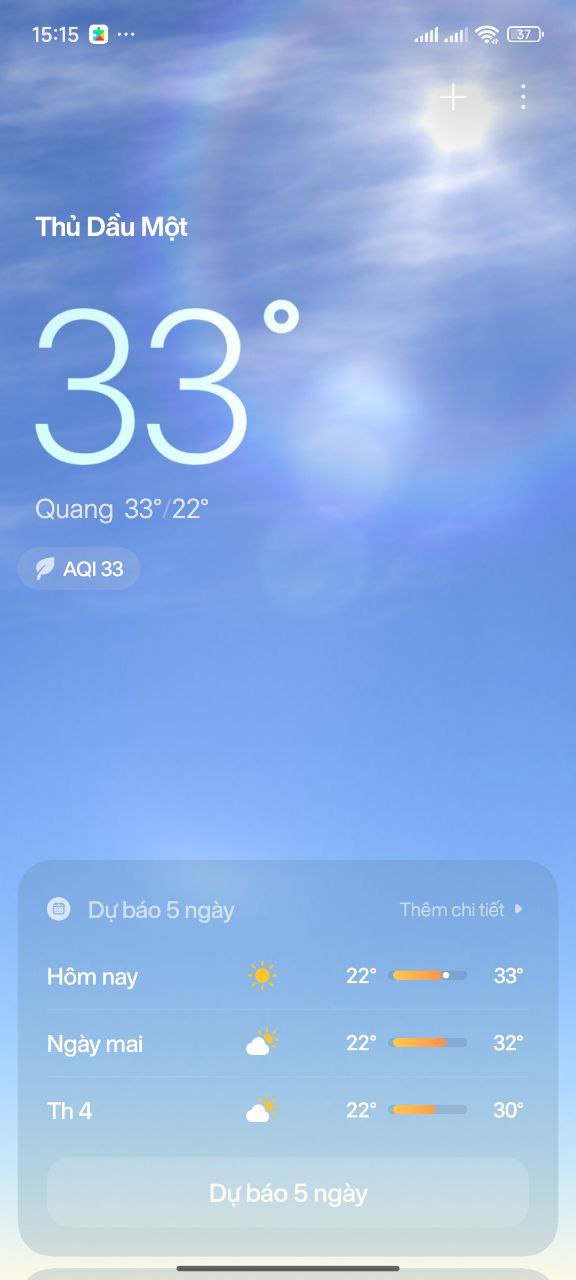 15:15
37
Thủ Dầu Một
33°
Quang 33°/22°
AQI 33
Dự báo 5 ngày Thêm chi tiết
Hôm nay 22° 33°
Ngày mai 22° 32°
Th 4 22° 30°
Dự báo 5 ngày